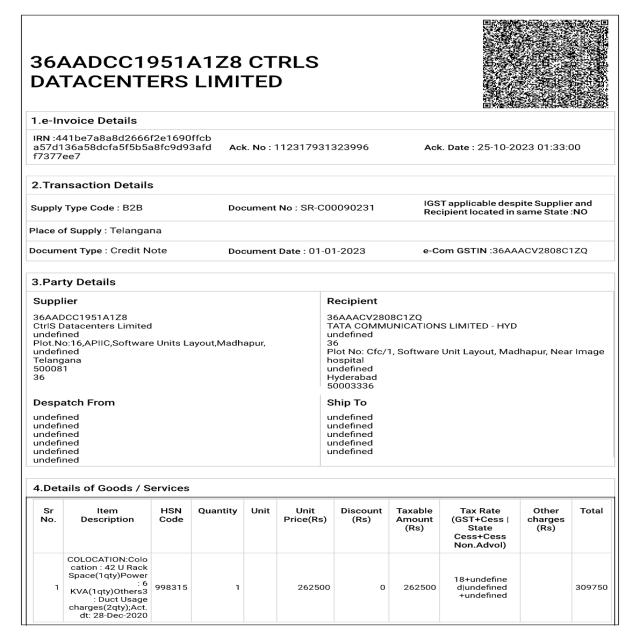 36AADCC1951A1Z8 CTRLS
DATACENTERS LIMITED
1.e-Invoice Details
IRN :441be7a8a8d2666f2e1690ffcb
a57d136a58dcfa5f5b5a8fc9d93afd
f7377ee7
Ack. No : 112317931323996
Ack. Date : 25-10-2023 01:33:00
2.Transaction Details
Supply Type Code : B2B
Document No : SR-C00090231
IGST applicable despite Supplier and
Recipient located in same State :NO
Place of Supply : Telangana
Document Type : Credit Note
Document Date : 01-01-2023
e-Com GSTIN :36AAACV2808C1ZQ
3.Party Details
Supplier
36AADCC1951A1Z8
CtrlS Datacenters Limited
undefined
Plot.No:16,APIIC,Software Units Layout,Madhapur,
undefined
Telangana
500081
36
Recipient
36AAACV2808C1ZQ
TATA COMMUNICATIONS LIMITED - HYD
undefined
36
Plot No: Cfc/1, Software Unit Layout, Madhapur, Near Image
hospital
undefined
Hyderabad
50003336
Despatch From
undefined
undefined
undefined
undefined
undefined
undefined
Ship To
undefined
undefined
undefined
undefined
undefined
4.Details of Goods / Services
Sr
No.
Item
Description
HSN
Code
Quantity
Unit
Unit
Price(Rs)
Discount
(Rs)
Taxable
Amount
(Rs)
Tax Rate
(GST+Cess |
State
Cess+Cess
Non.Advol)
Other
charges
(Rs)
Total
1
COLOCATION:Colo
cation : 42 U Rack
Space(1qty)Power
: 6
KVA(1qty)Others3
: Duct Usage
charges(2qty);Act.
dt: 28-Dec-2020
998315
1
262500
0
262500
18+undefine
d|undefined
+undefined
309750